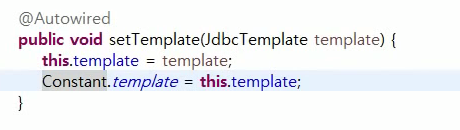 @Autowired
public void setTemplate(JdbcTemplate template) {
this.template = template;
Constant.template = this.template;
}